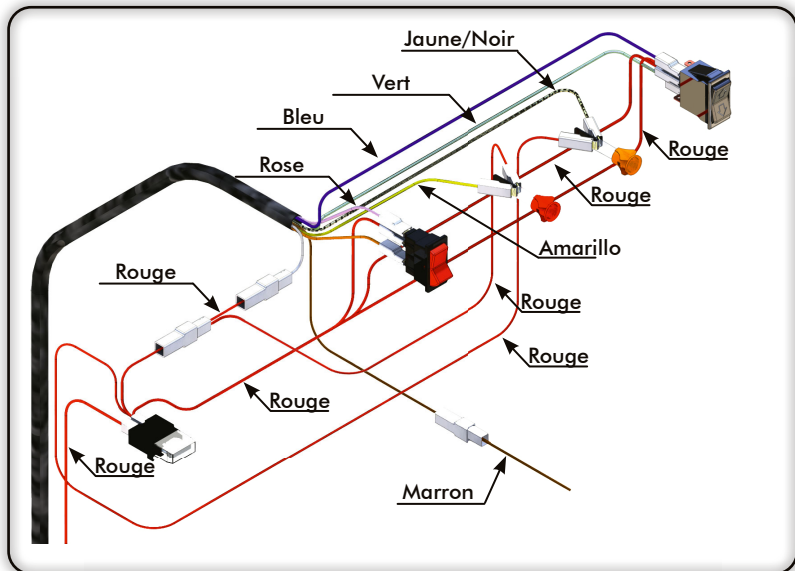 Jaune/Noir
Vert
Bleu
Rouge
Rose
Rouge
Amarillo
Rouge
Rouge
Rouge
Rouge
Rouge
Marron